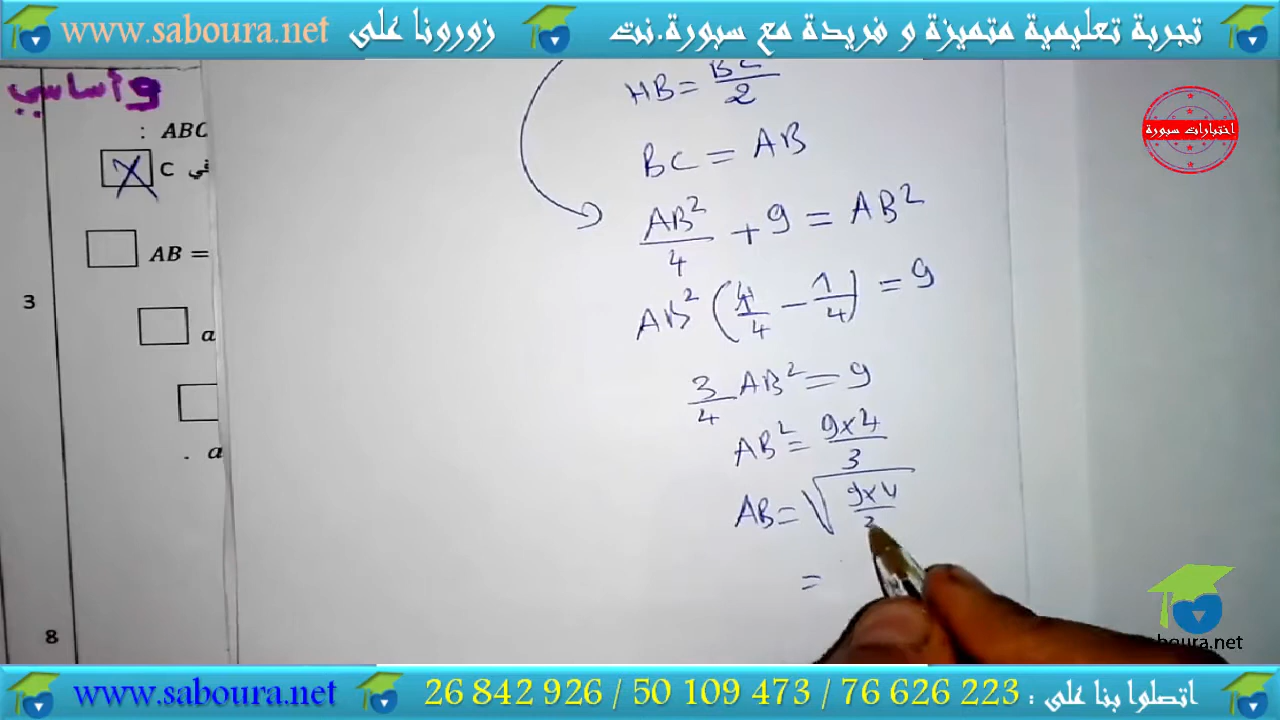 www.saboura.net زورونا على تجربة تعليمية متميزة و فريدة مع سبورة.نت
وأساسي
: ABC
في C
AB =
3
a
. a
8
HB = BC/2
BC = AB
AB²/4 + 9 = AB²
AB² (4/4 − 1/4) = 9
3/4 AB² = 9
AB² = 9×4/3
AB = √(9×4/3)
=
اختبارات سبورة
boura.net
www.saboura.net اتصلوا بنا على : 26 842 926 / 50 109 473 / 76 626 223